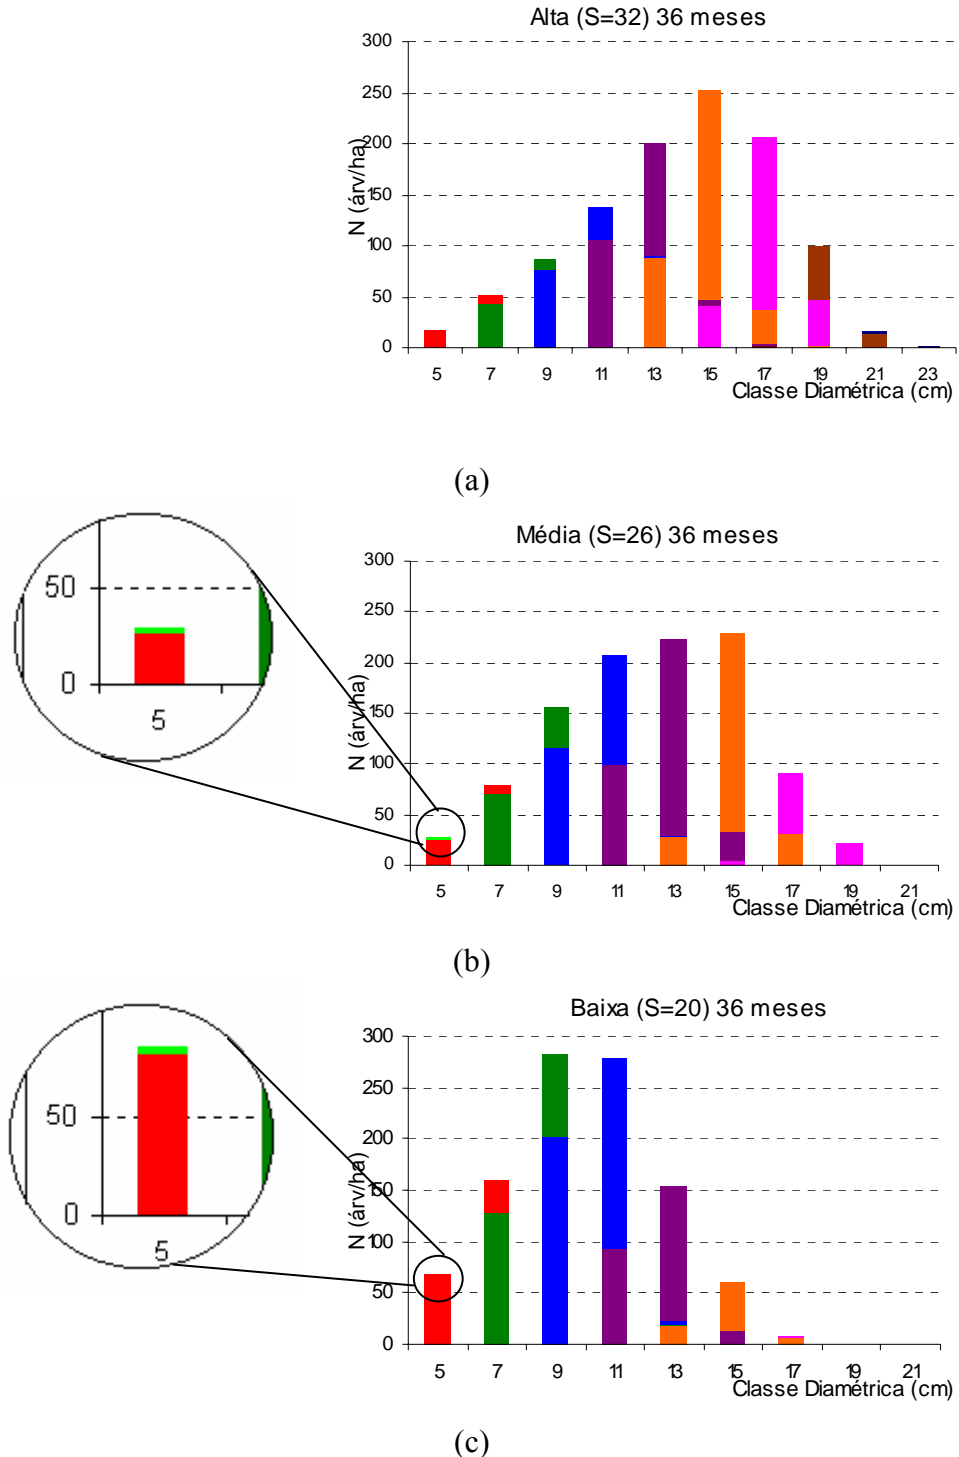 Alta (S=32) 36 meses
300
250
200
150
100
50
0
N (árv/ha)
5 7 9 11 13 15 17 19 21 23
Classe Diamétrica (cm)
(a)
50
0
5
Média (S=26) 36 meses
300
250
200
150
100
50
0
N (árv/ha)
5 7 9 11 13 15 17 19 21
Classe Diamétrica (cm)
(b)
50
0
5
Baixa (S=20) 36 meses
300
250
200
150
100
50
0
N (árv/ha)
5 7 9 11 13 15 17 19 21
Classe Diamétrica (cm)
(c)